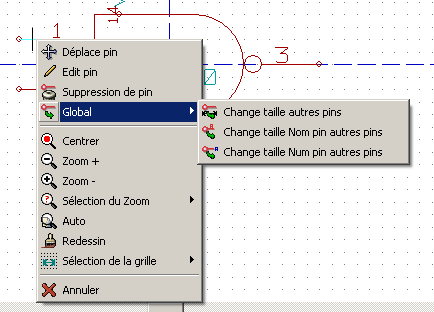 14
1
3
Déplace pin
Edit pin
Suppression de pin
Global
Change taille autres pins
Change taille Nom pin autres pins
Change taille Num pin autres pins
Centrer
Zoom +
Zoom -
Sélection du Zoom
Auto
Redessin
Sélection de la grille
Annuler